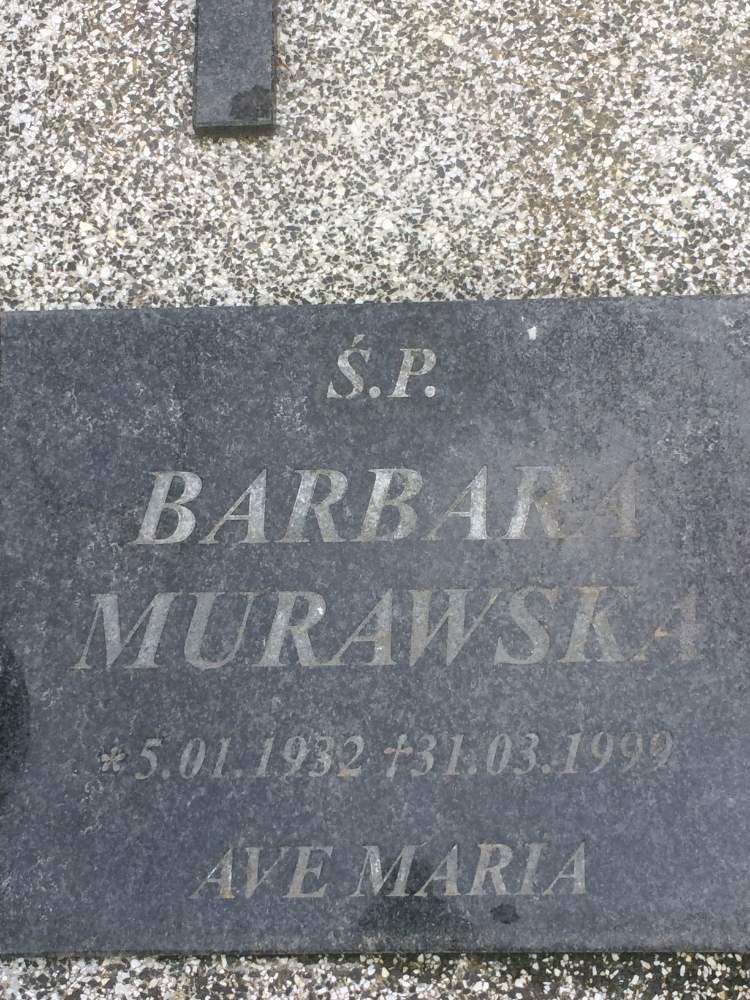 Ś.P.
BARBARA
MURAWSKA
*5.01.1932 †31.03.1999
AVE MARIA